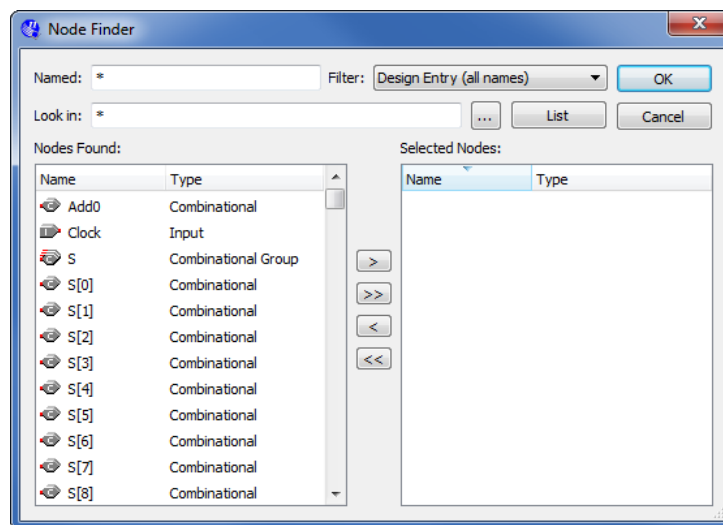 Node Finder
Named: * Filter: Design Entry (all names) OK
Look in: * ... List Cancel
Nodes Found: Selected Nodes:
Name Type Name Type
Add0 Combinational
Clock Input
S Combinational Group
S[0] Combinational
S[1] Combinational
S[2] Combinational
S[3] Combinational
S[4] Combinational
S[5] Combinational
S[6] Combinational
S[7] Combinational
S[8] Combinational
>
>>
<
<<